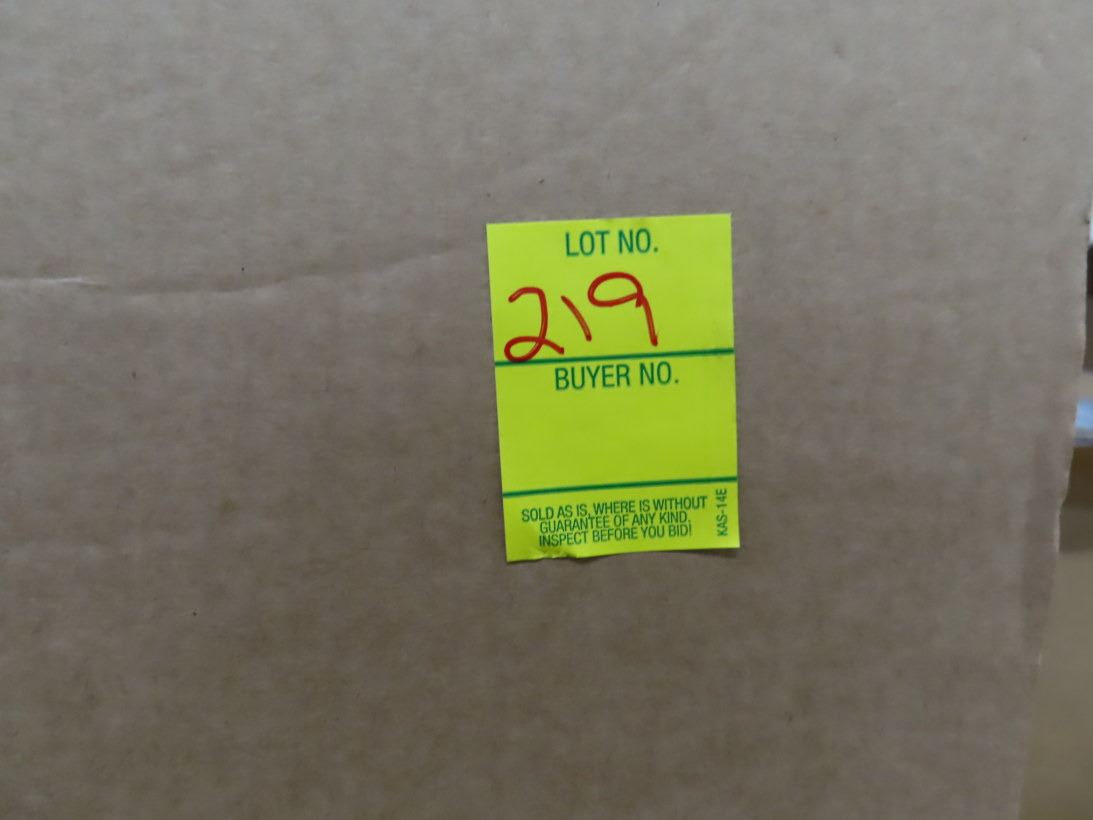 LOT NO.
219
BUYER NO.
SOLD AS IS, WHERE IS WITHOUT
GUARANTEE OF ANY KIND.
INSPECT BEFORE YOU BID!
KAS-14E